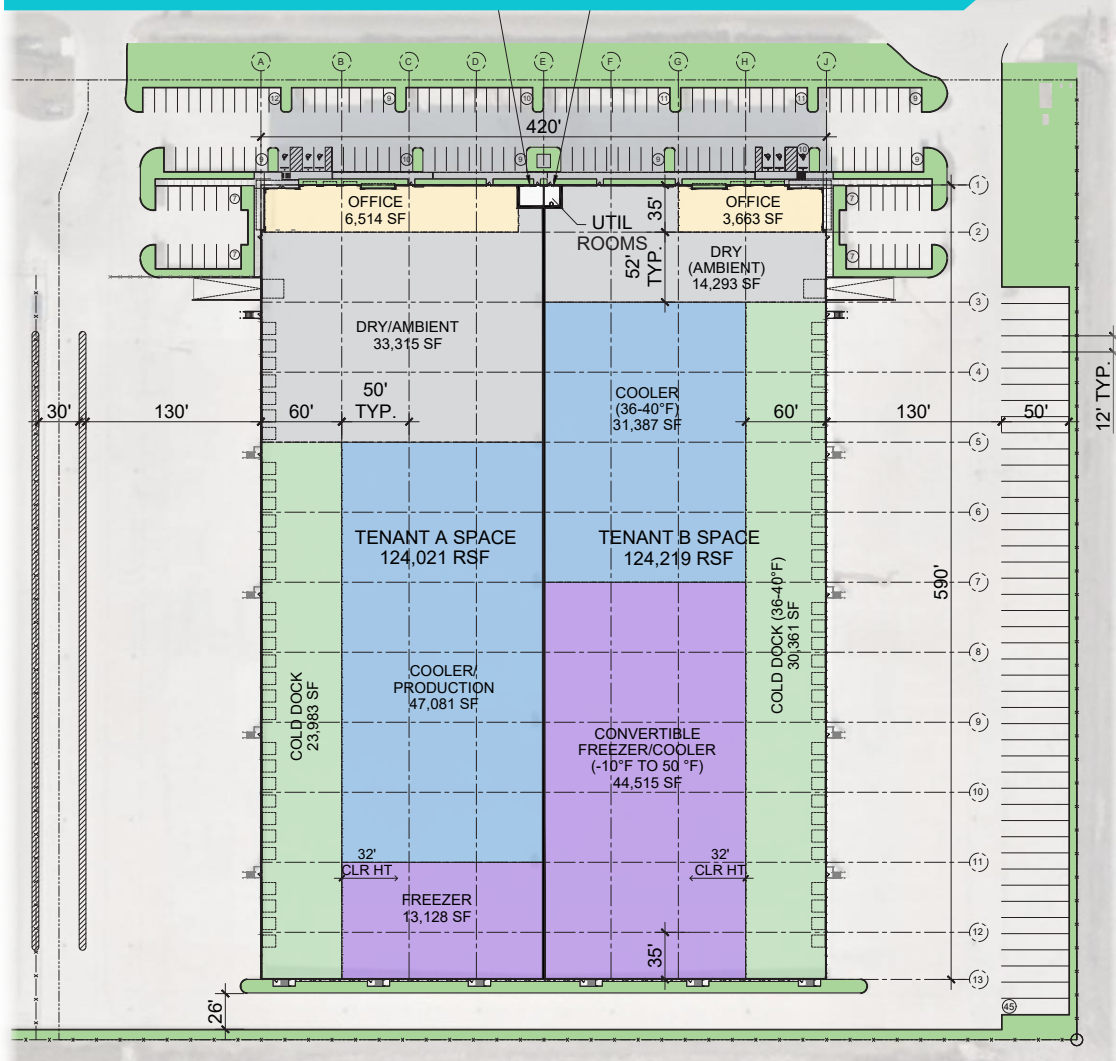 A
B
C
D
E
F
G
H
J
12
9
10
11
11
9
420'
9
10
9
9
10
9
1
7
7
OFFICE
6,514 SF
35'
OFFICE
3,663 SF
UTIL
ROOMS
2
52'
TYP.
DRY
(AMBIENT)
14,293 SF
7
7
3
DRY/AMBIENT
33,315 SF
12' TYP.
4
COOLER
(36-40°F)
31,387 SF
30'
130'
60'
50'
TYP.
60'
130'
50'
5
6
TENANT A SPACE
124,021 RSF
TENANT B SPACE
124,219 RSF
7
590'
COLD DOCK (36-40°F)
30,361 SF
8
COOLER/
PRODUCTION
47,081 SF
COLD DOCK
23,983 SF
9
CONVERTIBLE
FREEZER/COOLER
(-10°F TO 50 °F)
44,515 SF
10
11
32'
CLR HT
32'
CLR HT
FREEZER
13,128 SF
12
35'
13
26'
45